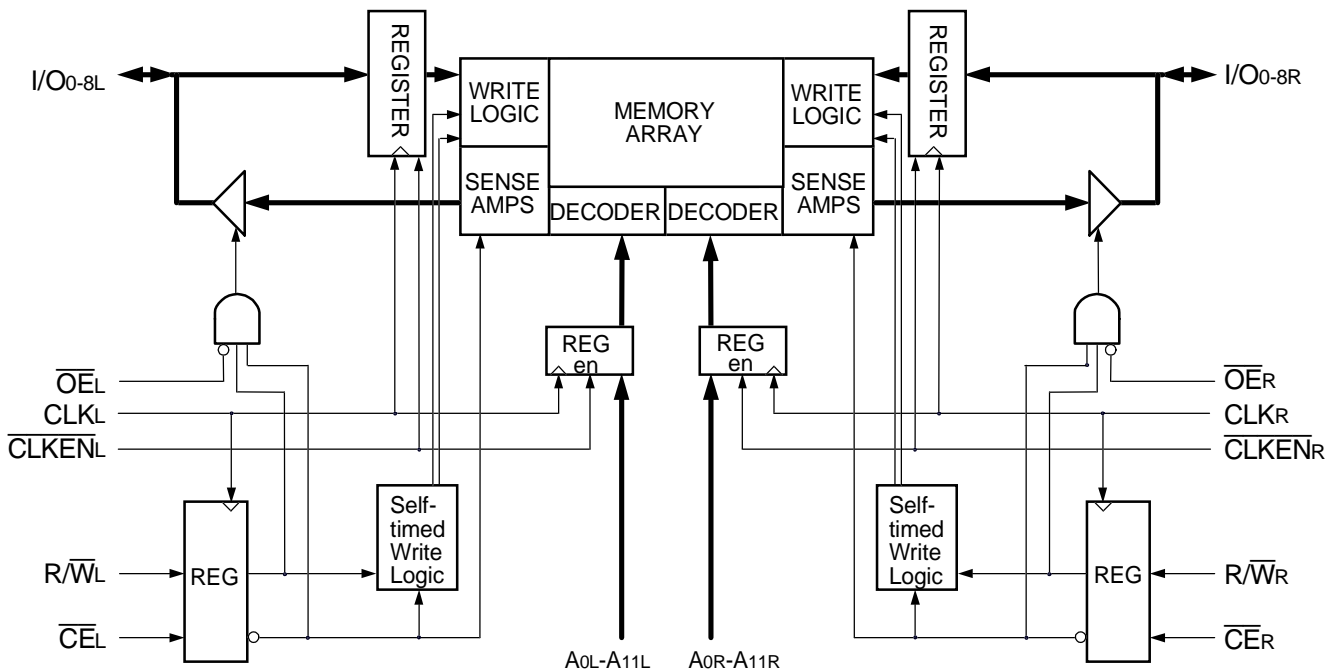 REGISTER
REGISTER
I/O0-8L
I/O0-8R
WRITE
LOGIC
MEMORY
ARRAY
WRITE
LOGIC
SENSE
AMPS
DECODER
DECODER
SENSE
AMPS
REG
en
REG
en
OEL
OER
CLKL
CLKR
CLKENL
CLKENR
Self-
timed
Write
Logic
Self-
timed
Write
Logic
R/WL
REG
REG
R/WR
CEL
CER
A0L-A11L
A0R-A11R